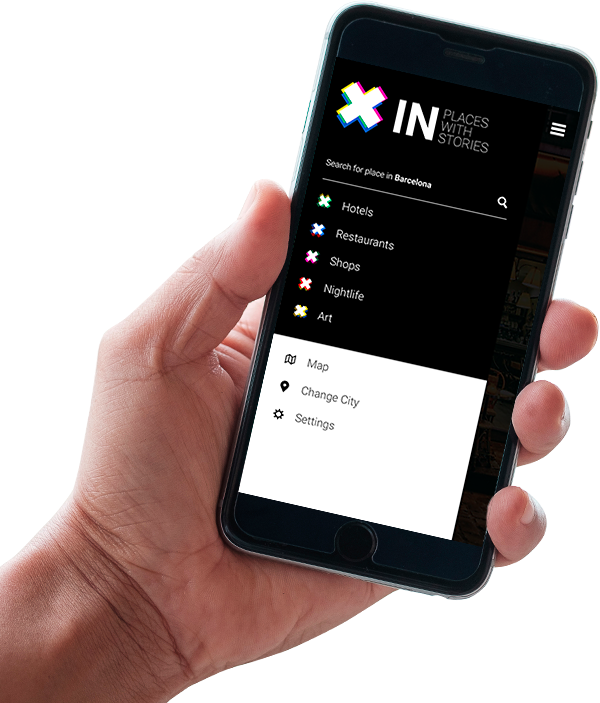 IN PLACES
WITH
STORIES
Search for place in Barcelona
Hotels
Restaurants
Shops
Nightlife
Art
Map
Change City
Settings